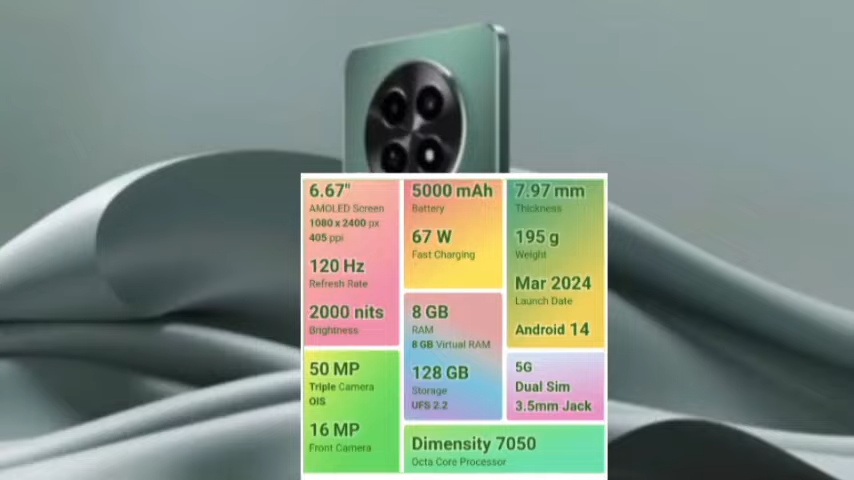 6.67"
AMOLED Screen
1080 x 2400 px
405 ppi
120 Hz
Refresh Rate
2000 nits
Brightness
50 MP
Triple Camera
OIS
16 MP
Front Camera
5000 mAh
Battery
67 W
Fast Charging
8 GB
RAM
8 GB Virtual RAM
128 GB
Storage
UFS 2.2
7.97 mm
Thickness
195 g
Weight
Mar 2024
Launch Date
Android 14
5G
Dual Sim
3.5mm Jack
Dimensity 7050
Octa Core Processor